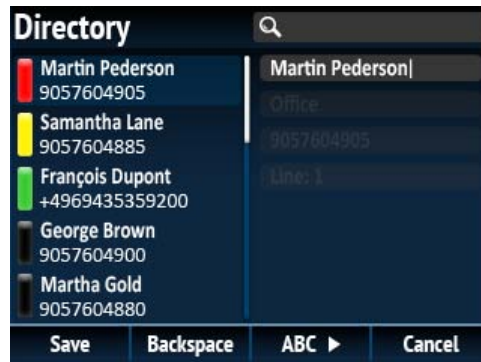 Directory
Martin Pederson
9057604905
Samantha Lane
9057604885
François Dupont
+4969435359200
George Brown
9057604900
Martha Gold
9057604880
Martin Pederson
Office
9057604905
Line: 1
Save Backspace ABC ▶ Cancel